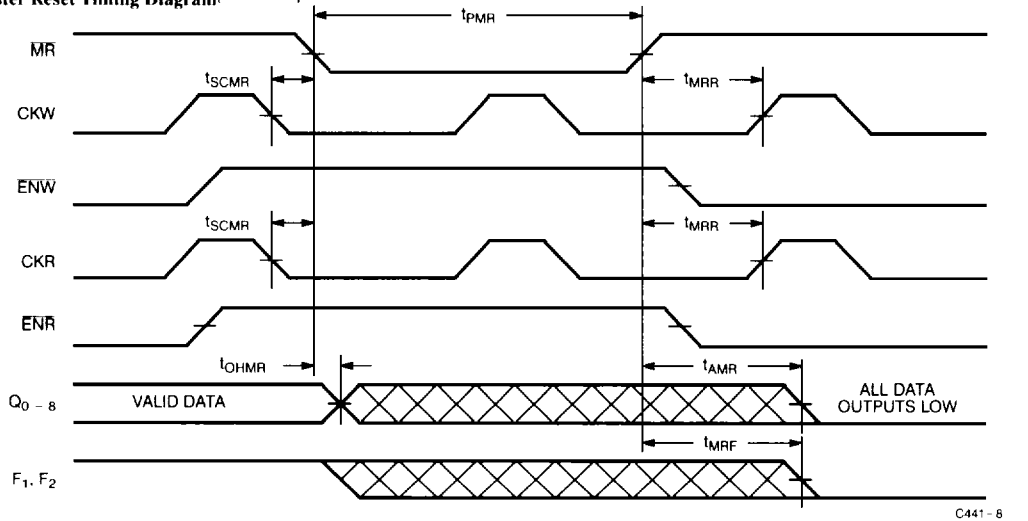 Reset Timing Diagram
tPMR
MR
tSCMR
tMRR
CKW
ENW
tSCMR
tMRR
CKR
ENR
tOHMR
tAMR
Q0 – 8
VALID DATA
ALL DATA
OUTPUTS LOW
tMRF
F1, F2
C441 – 8